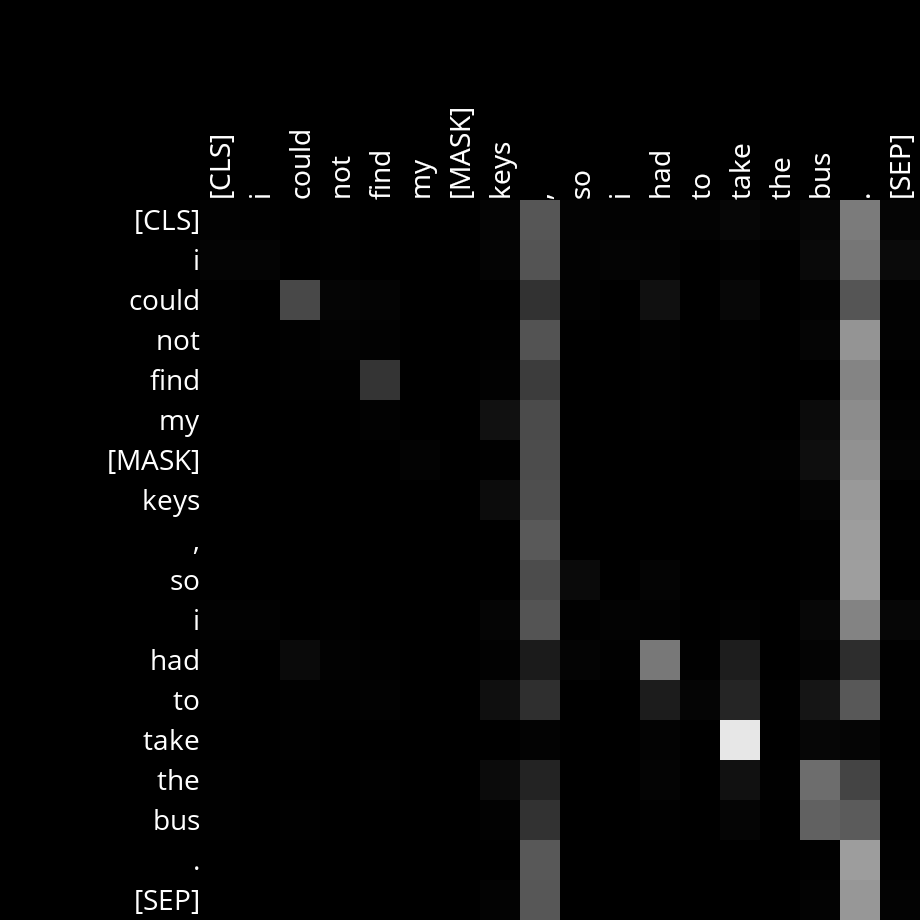 [CLS] i could not find my [MASK] keys , so i had to take the bus . [SEP]
[CLS]
i
could
not
find
my
[MASK]
keys
,
so
i
had
to
take
the
bus
.
[SEP]